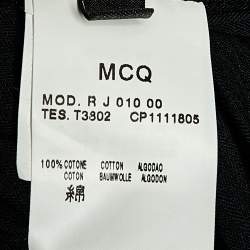 MCQ
MOD. R J 010 00
TES. T3802 CP1111805
100% COTONE COTTON ALGODAO
COTON BAUMWOLLE ALGODON
綿